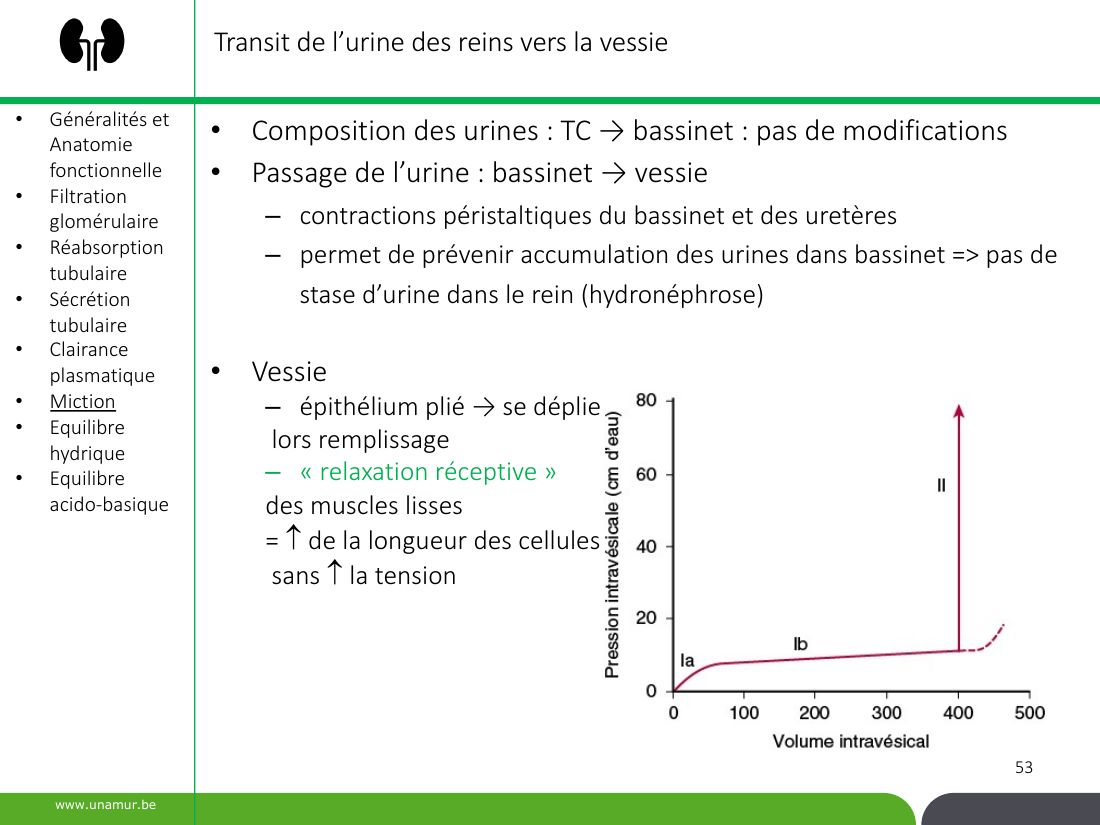 Transit de l’urine des reins vers la vessie
• Généralités et
Anatomie
fonctionnelle
• Filtration
glomérulaire
• Réabsorption
tubulaire
• Sécrétion
tubulaire
• Clairance
plasmatique
• Miction
• Equilibre
hydrique
• Equilibre
acido-basique
• Composition des urines : TC → bassinet : pas de modifications
• Passage de l’urine : bassinet → vessie
– contractions péristaltiques du bassinet et des uretères
– permet de prévenir accumulation des urines dans bassinet => pas de
stase d’urine dans le rein (hydronéphrose)
• Vessie
– épithélium plié → se déplie
lors remplissage
– « relaxation réceptive »
des muscles lisses
= ↑ de la longueur des cellules
sans ↑ la tension
Pression intravésicale (cm d’eau)
80
60
40
20
0
Ia
Ib
II
0 100 200 300 400 500
Volume intravésical
53
www.unamur.be